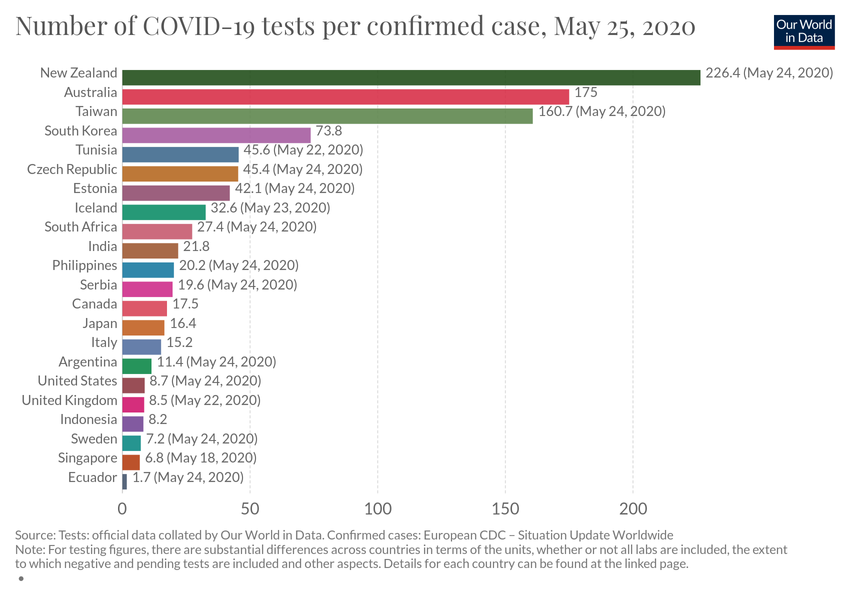 Number of COVID-19 tests per confirmed case, May 25, 2020
Our World
in Data
New Zealand 226.4 (May 24, 2020)
Australia 175
Taiwan 160.7 (May 24, 2020)
South Korea 73.8
Tunisia 45.6 (May 22, 2020)
Czech Republic 45.4 (May 24, 2020)
Estonia 42.1 (May 24, 2020)
Iceland 32.6 (May 23, 2020)
South Africa 27.4 (May 24, 2020)
India 21.8
Philippines 20.2 (May 24, 2020)
Serbia 19.6 (May 24, 2020)
Canada 17.5
Japan 16.4
Italy 15.2
Argentina 11.4 (May 24, 2020)
United States 8.7 (May 24, 2020)
United Kingdom 8.5 (May 22, 2020)
Indonesia 8.2
Sweden 7.2 (May 24, 2020)
Singapore 6.8 (May 18, 2020)
Ecuador 1.7 (May 24, 2020)
0 50 100 150 200
Source: Tests: official data collated by Our World in Data. Confirmed cases: European CDC – Situation Update Worldwide
Note: For testing figures, there are substantial differences across countries in terms of the units, whether or not all labs are included, the extent
to which negative and pending tests are included and other aspects. Details for each country can be found at the linked page.
•